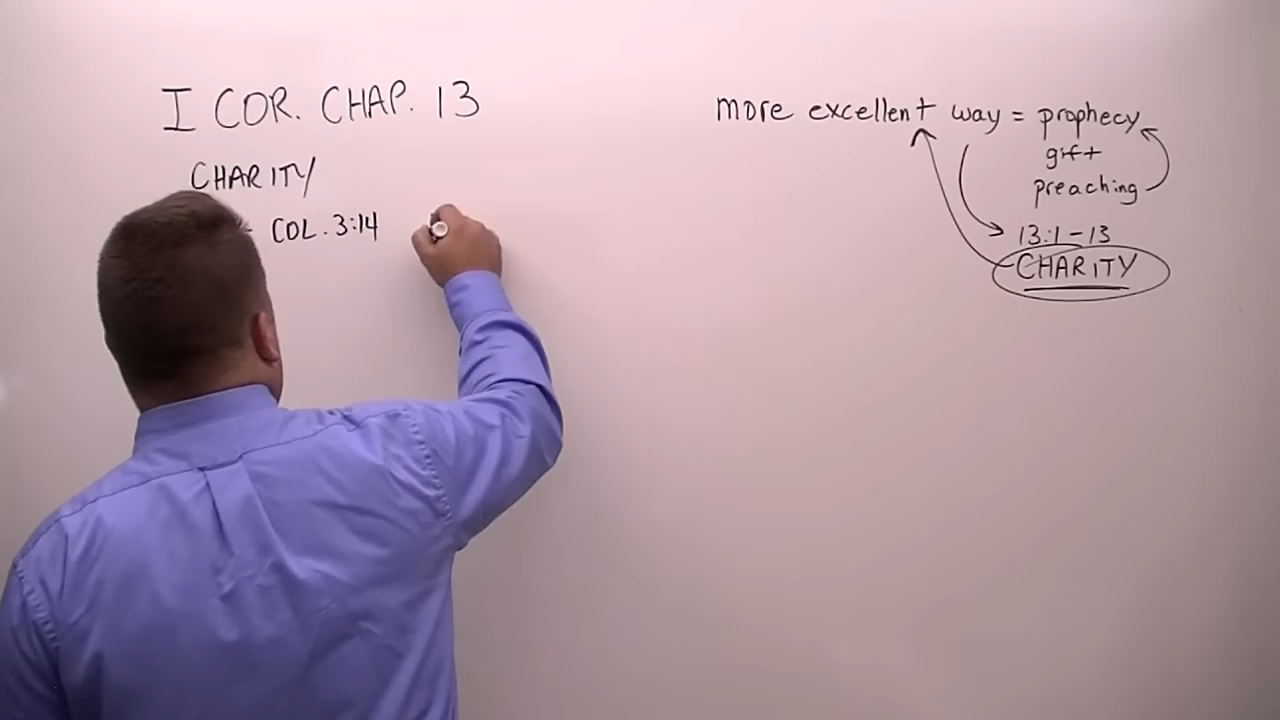 I COR. CHAP. 13
CHARITY
- COL. 3:14
more excellent way = prophecy
gift
preaching
13:1-13
CHARITY